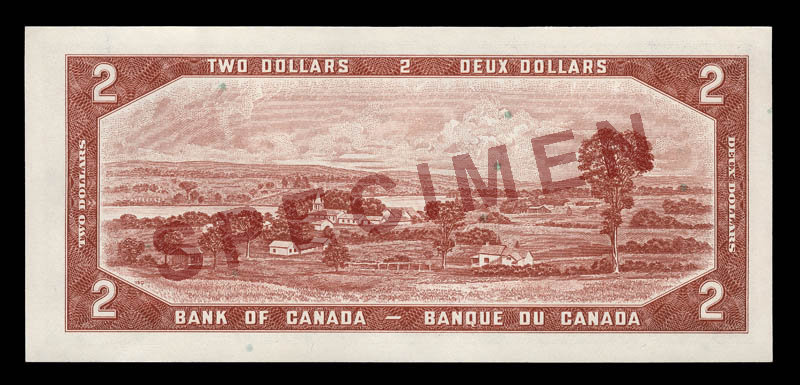 2 TWO DOLLARS 2 DEUX DOLLARS 2
TWO DOLLARS
SPECIMEN
DEUX DOLLARS
2 BANK OF CANADA — BANQUE DU CANADA 2